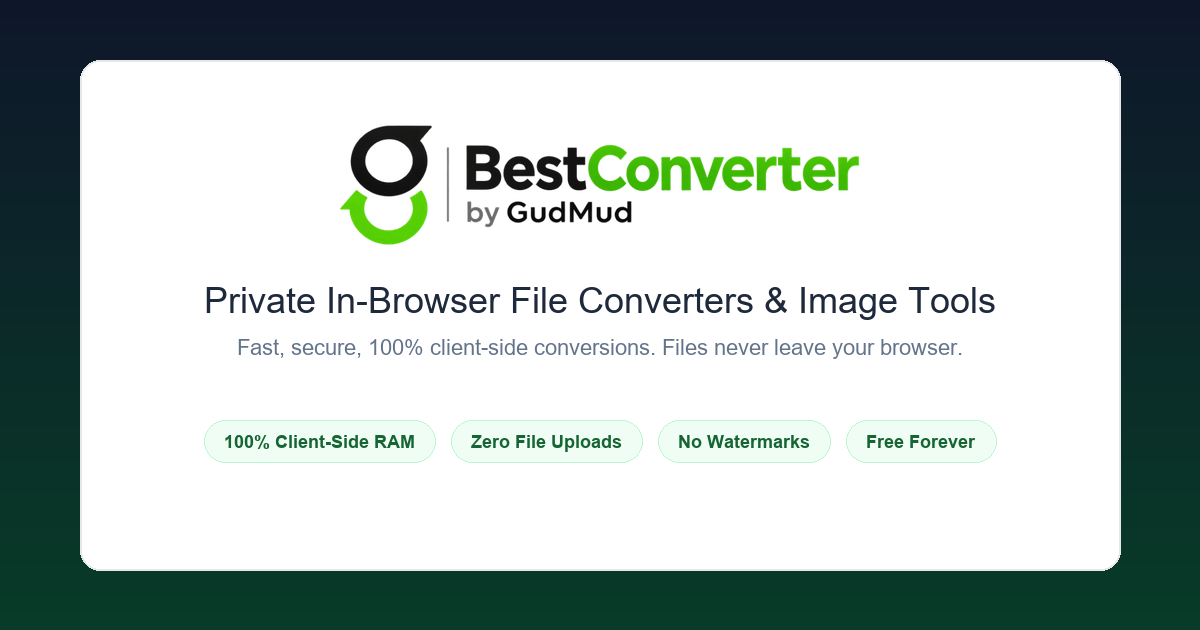 BestConverter
by GudMud
Private In-Browser File Converters & Image Tools
Fast, secure, 100% client-side conversions. Files never leave your browser.
100% Client-Side RAM
Zero File Uploads
No Watermarks
Free Forever